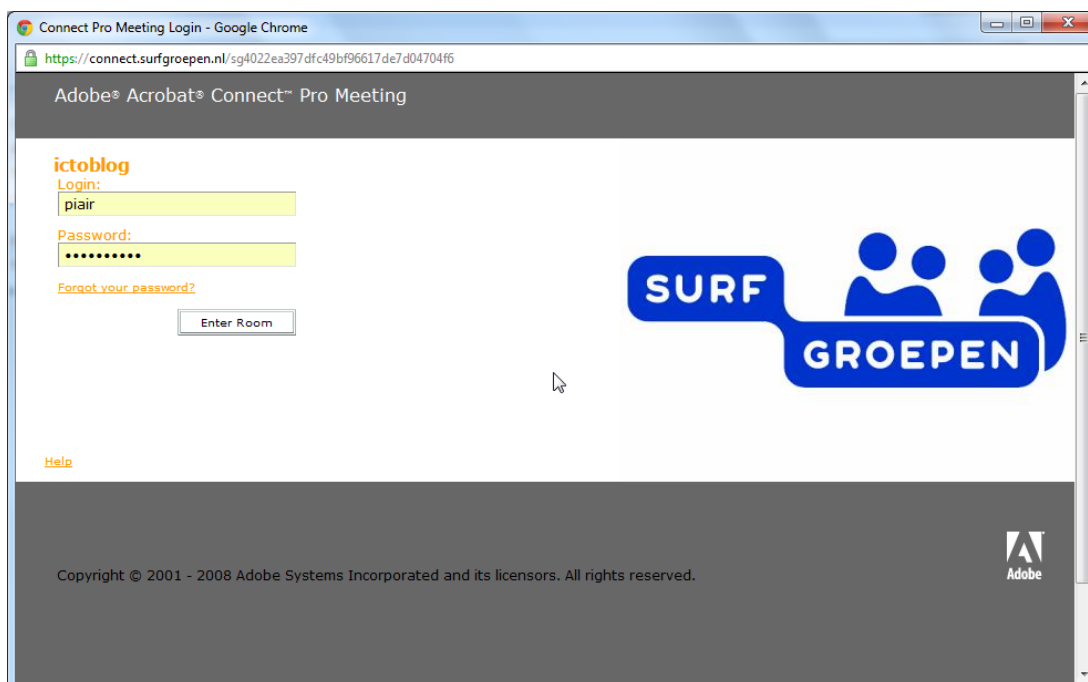 Connect Pro Meeting Login - Google Chrome
https://connect.surfgroepen.nl/sg4022ea397dfc49bf96617de7d04704f6
Adobe® Acrobat® Connect™ Pro Meeting
ictoblog
Login:
piair
Password:
••••••••••
Forgot your password?
Enter Room
SURF
GROEPEN
Help
Adobe
Copyright © 2001 - 2008 Adobe Systems Incorporated and its licensors. All rights reserved.